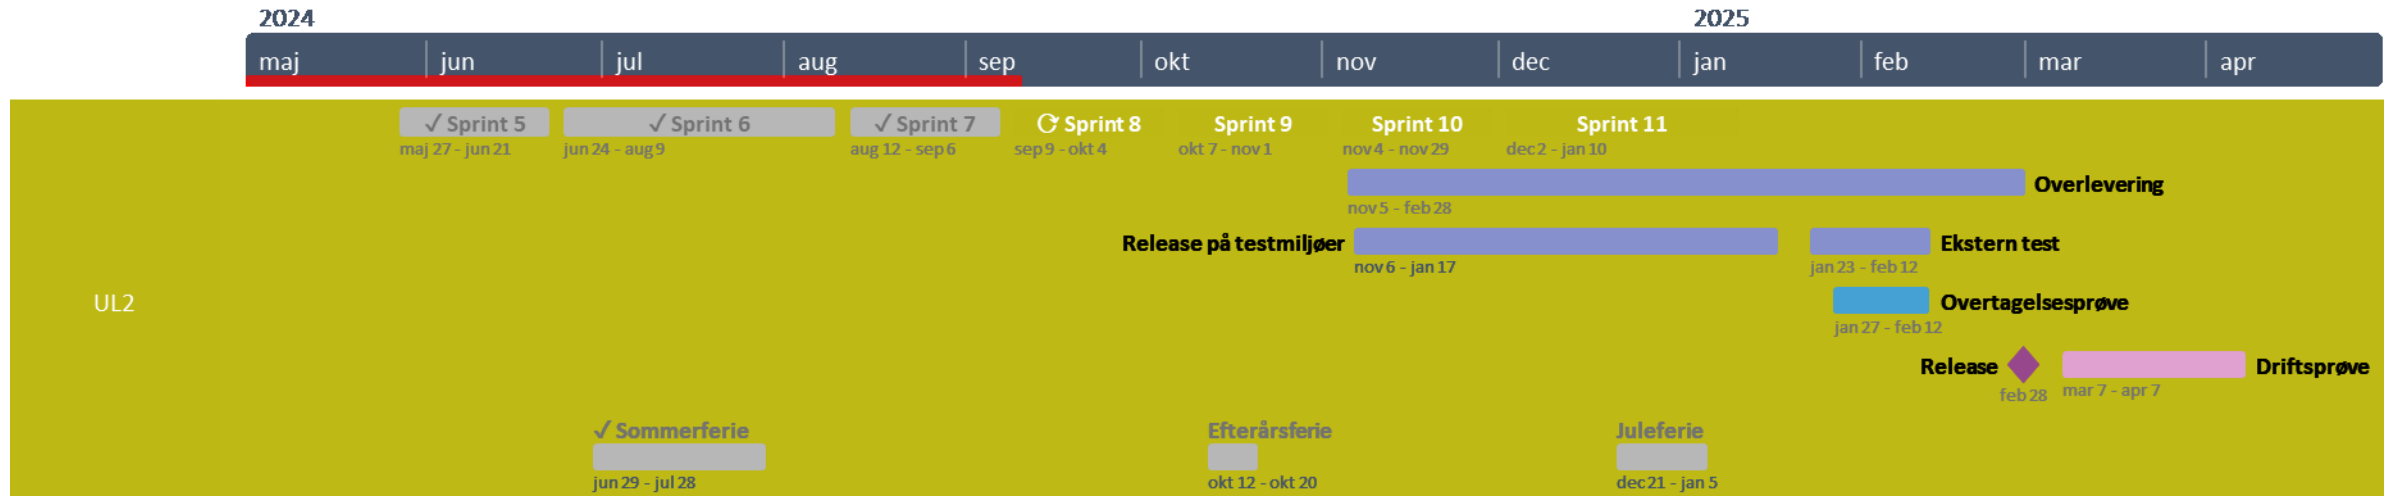 2024 2025
maj jun jul aug sep okt nov dec jan feb mar apr
✓ Sprint 5 ✓ Sprint 6 ✓ Sprint 7 ⟳ Sprint 8 Sprint 9 Sprint 10 Sprint 11
maj 27 - jun 21 jun 24 - aug 9 aug 12 - sep 6 sep 9 - okt 4 okt 7 - nov 1 nov 4 - nov 29 dec 2 - jan 10
Overlevering
nov 5 - feb 28
Release på testmiljøer Ekstern test
nov 6 - jan 17 jan 23 - feb 12
UL2 Overtagelsesprøve
jan 27 - feb 12
Release Driftsprøve
feb 28 mar 7 - apr 7
✓ Sommerferie Efterårsferie Juleferie
jun 29 - jul 28 okt 12 - okt 20 dec 21 - jan 5